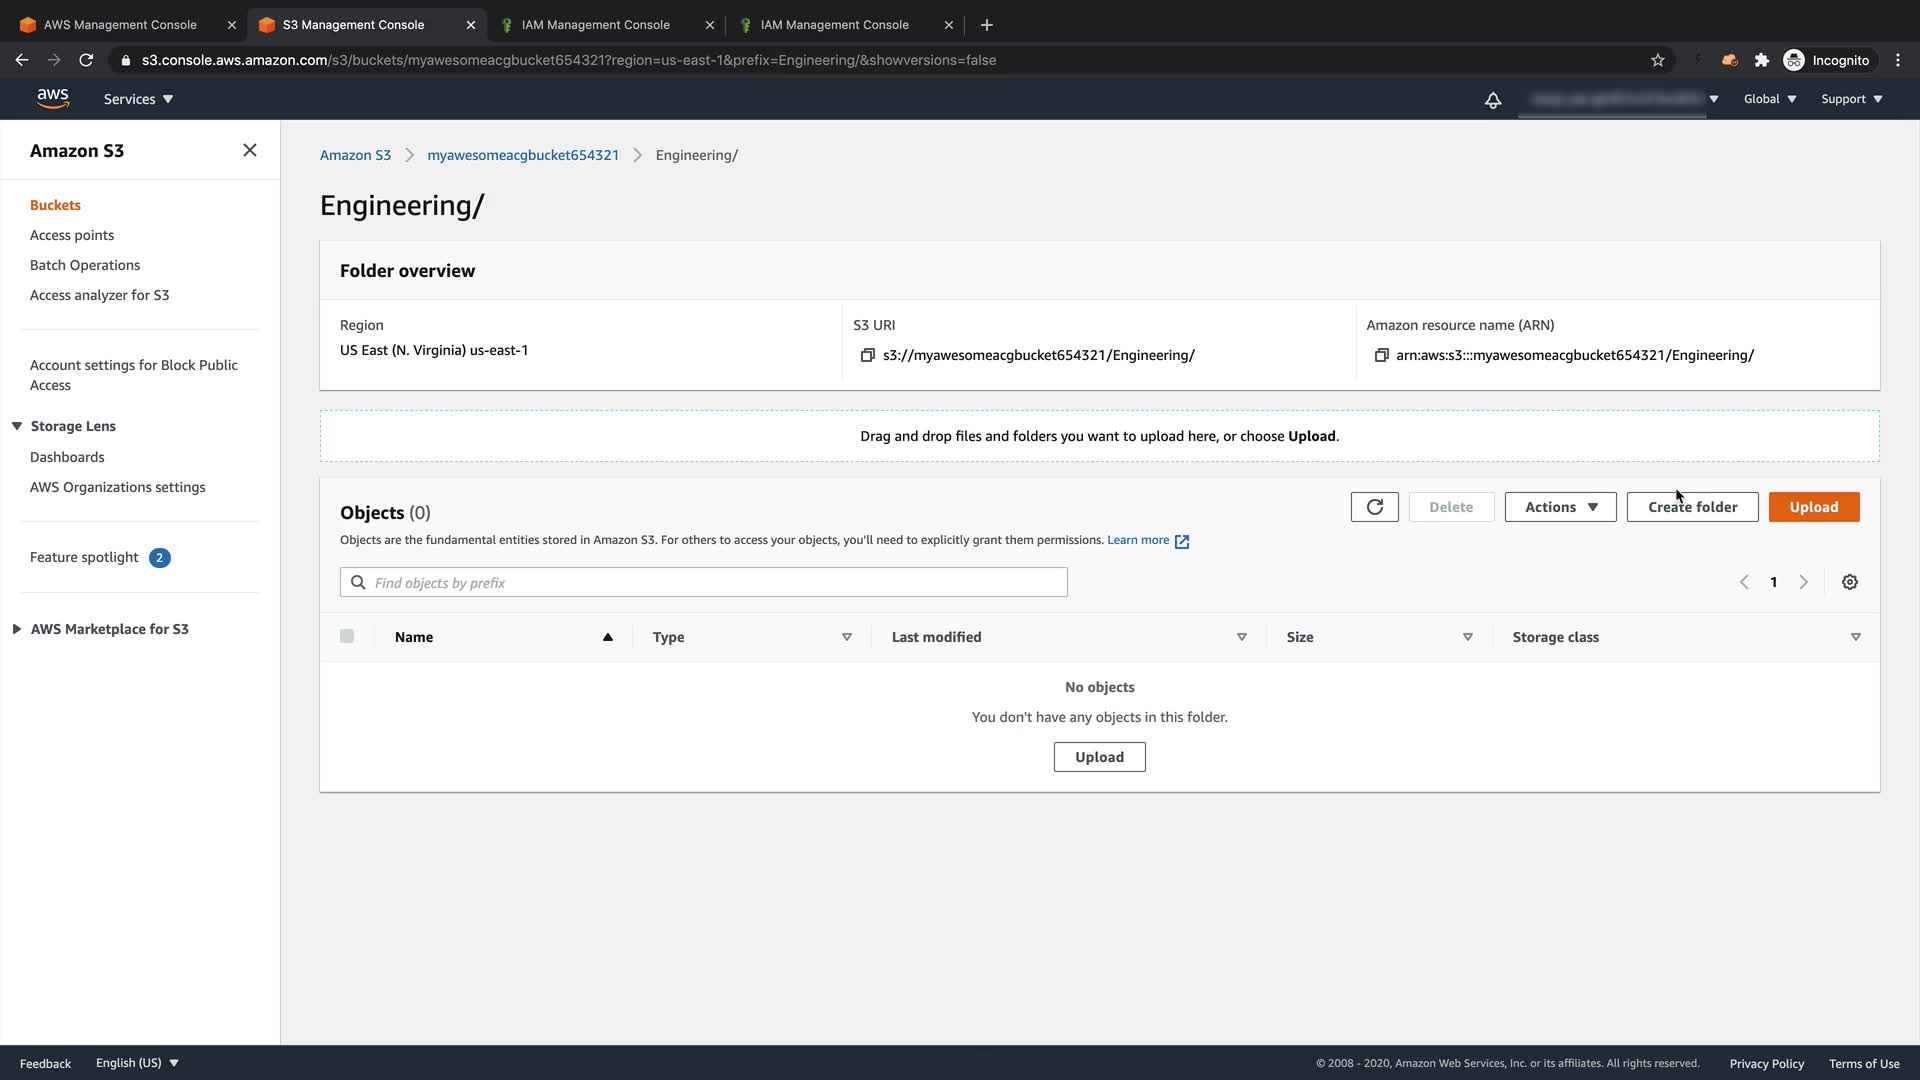 AWS Management Console
S3 Management Console
IAM Management Console
IAM Management Console
s3.console.aws.amazon.com/s3/buckets/myawesomeacgbucket654321?region=us-east-1&prefix=Engineering/&showversions=false
Incognito
aws
Services
Global
Support
Amazon S3
Buckets
Access points
Batch Operations
Access analyzer for S3
Account settings for Block Public
Access
Storage Lens
Dashboards
AWS Organizations settings
Feature spotlight 2
AWS Marketplace for S3
Amazon S3 myawesomeacgbucket654321 Engineering/
Engineering/
Folder overview
Region
US East (N. Virginia) us-east-1
S3 URI
s3://myawesomeacgbucket654321/Engineering/
Amazon resource name (ARN)
arn:aws:s3:::myawesomeacgbucket654321/Engineering/
Drag and drop files and folders you want to upload here, or choose Upload.
Objects (0)
Delete
Actions
Create folder
Upload
Objects are the fundamental entities stored in Amazon S3. For others to access your objects, you'll need to explicitly grant them permissions. Learn more
Find objects by prefix
1
Name Type Last modified Size Storage class
No objects
You don't have any objects in this folder.
Upload
Feedback
English (US)
© 2008 - 2020, Amazon Web Services, Inc. or its affiliates. All rights reserved.
Privacy Policy
Terms of Use